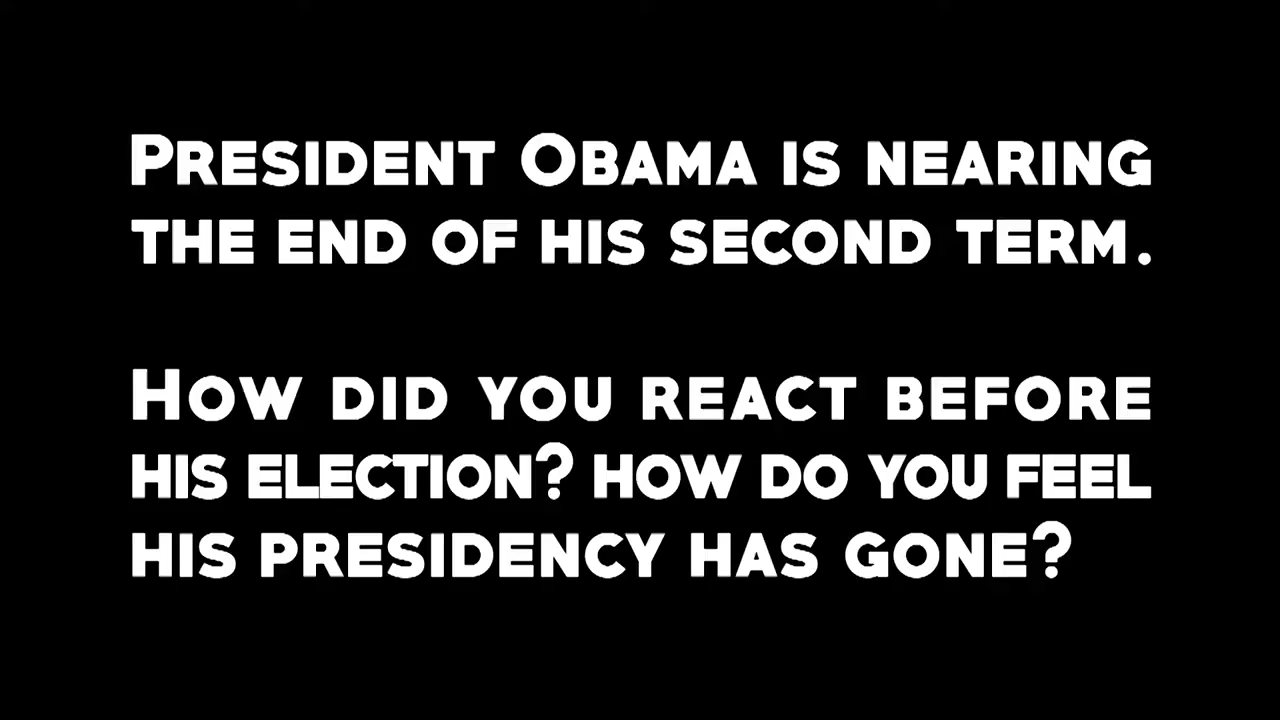 President Obama is nearing
the end of his second term.
How did you react before
his election? How do you feel
his presidency has gone?